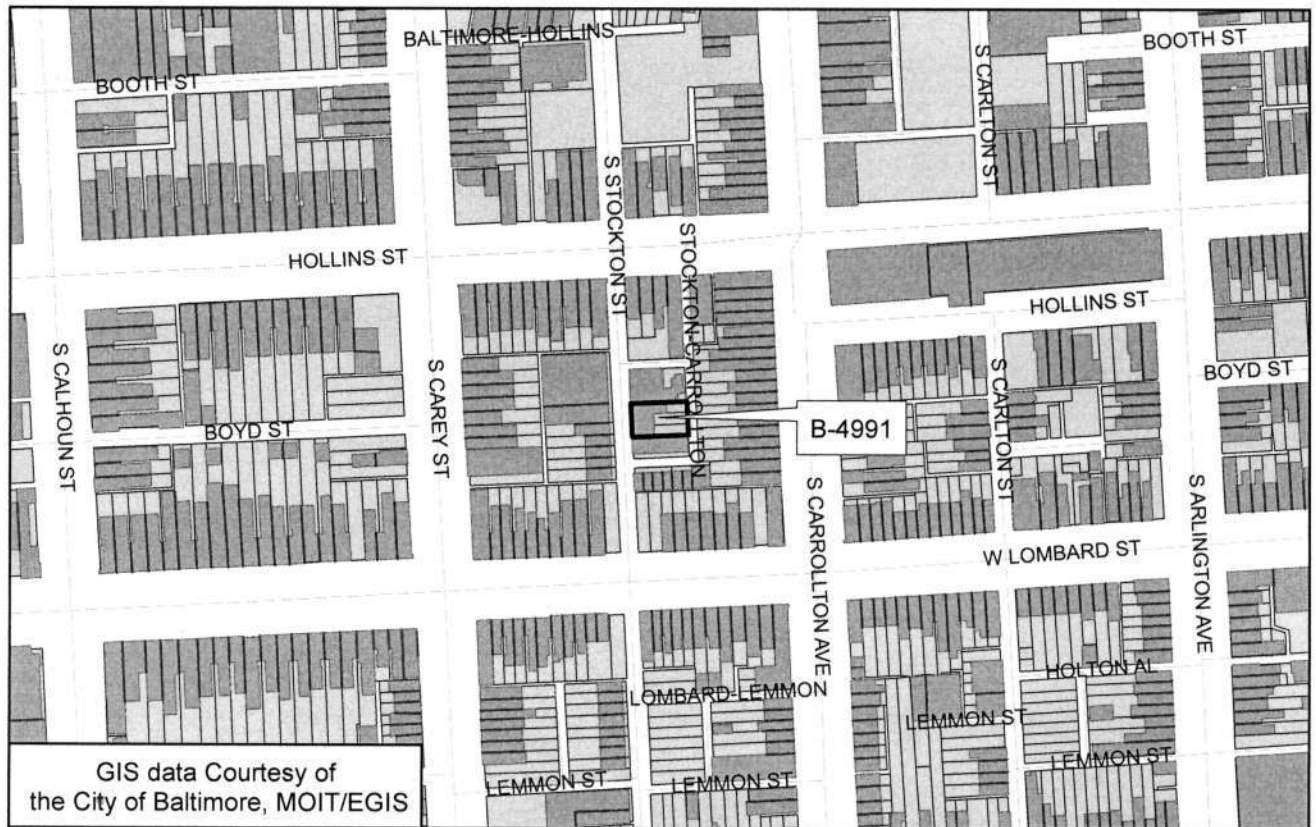 BALTIMORE-HOLLINS
BOOTH ST
BOOTH ST
S CARLTON ST
S STOCKTON ST
HOLLINS ST
STOCKTON-CARROLLTON
HOLLINS ST
S CALHOUN ST
S CAREY ST
BOYD ST
S CARLTON ST
BOYD ST
B-4991
S CARROLLTON AVE
S ARLINGTON AVE
W LOMBARD ST
HOLTON AL
LOMBARD-LEMMON
LEMMON ST
LEMMON ST
LEMMON ST
LEMMON ST
GIS data Courtesy of
the City of Baltimore, MOIT/EGIS